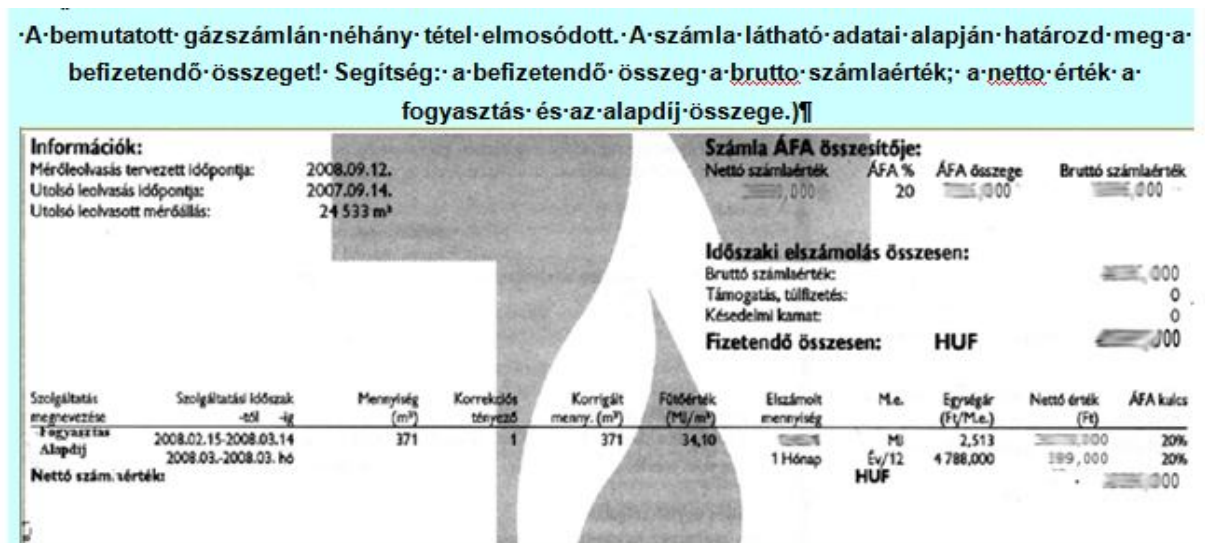 ·A·bemutatott·gázszámlán·néhány·tétel·elmosódott.·A·számla·látható·adatai·alapján·határozd·meg·a·
befizetendő·összeget!·Segítség:·a·befizetendő·összeg·a·brutto·számlaérték;·a·netto·érték·a·
fogyasztás·és·az·alapdíj·összege.)¶
Információk:
Mérőleolvasás tervezett időpontja: 2008.09.12.
Utolsó leolvasás időpontja: 2007.09.14.
Utolsó leolvasott mérőállás: 24 533 m³
Számla ÁFA összesítője:
Nettó számlaérték ÁFA % ÁFA összege Bruttó számlaérték
,000 20 ,000 ,000
Időszaki elszámolás összesen:
Bruttó számlaérték: ,000
Támogatás, túlfizetés: 0
Késedelmi kamat: 0
Fizetendő összesen: HUF
Szolgáltatás Szolgáltatási időszak Mennyiség Korrekciós Korrigált Fűtőérték Elszámolt M.e. Egységár Nettó érték ÁFA kulcs
megnevezése -tól -ig (m³) tényező menny. (m³) (MJ/m³) mennyiség (Ft/M.e.) (Ft)
Fogyasztás 2008.02.15-2008.03.14 371 1 371 34,10 MJ 2,513 ,000 20%
Alapdíj 2008.03.-2008.03. hó 1 Hónap Év/12 4 788,000 399,000 20%
Nettó szám. érték: HUF ,000